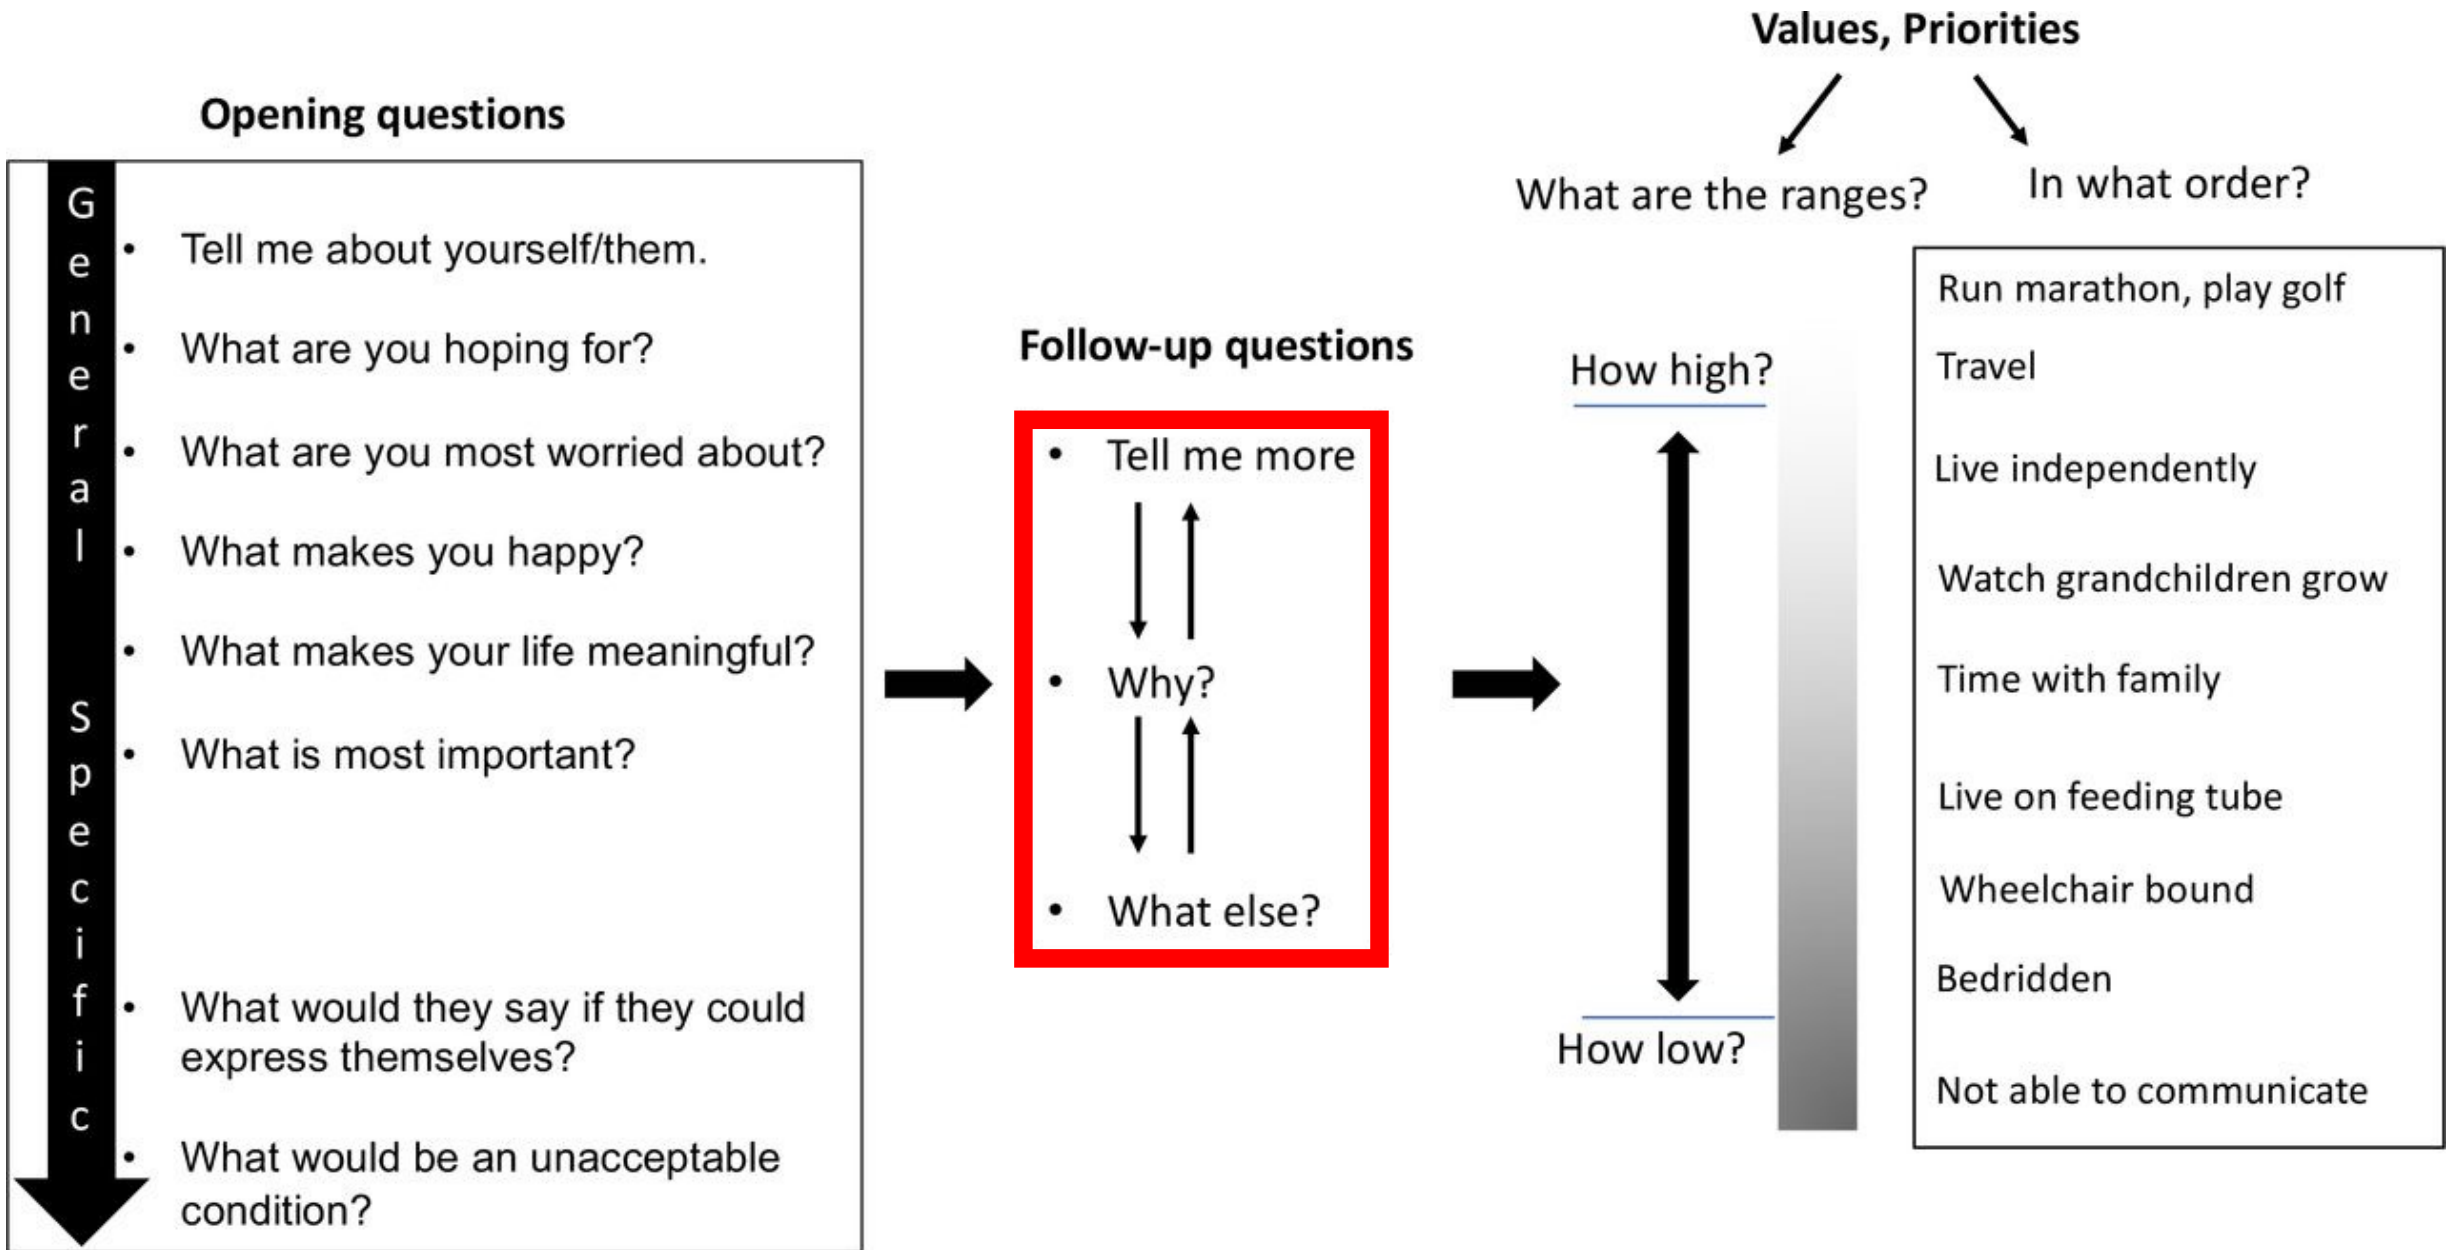 Opening questions
General Specific
• Tell me about yourself/them.
• What are you hoping for?
• What are you most worried about?
• What makes you happy?
• What makes your life meaningful?
• What is most important?
• What would they say if they could
express themselves?
• What would be an unacceptable
condition?
Follow-up questions
• Tell me more
• Why?
• What else?
Values, Priorities
What are the ranges?
In what order?
How high?
How low?
Run marathon, play golf
Travel
Live independently
Watch grandchildren grow
Time with family
Live on feeding tube
Wheelchair bound
Bedridden
Not able to communicate